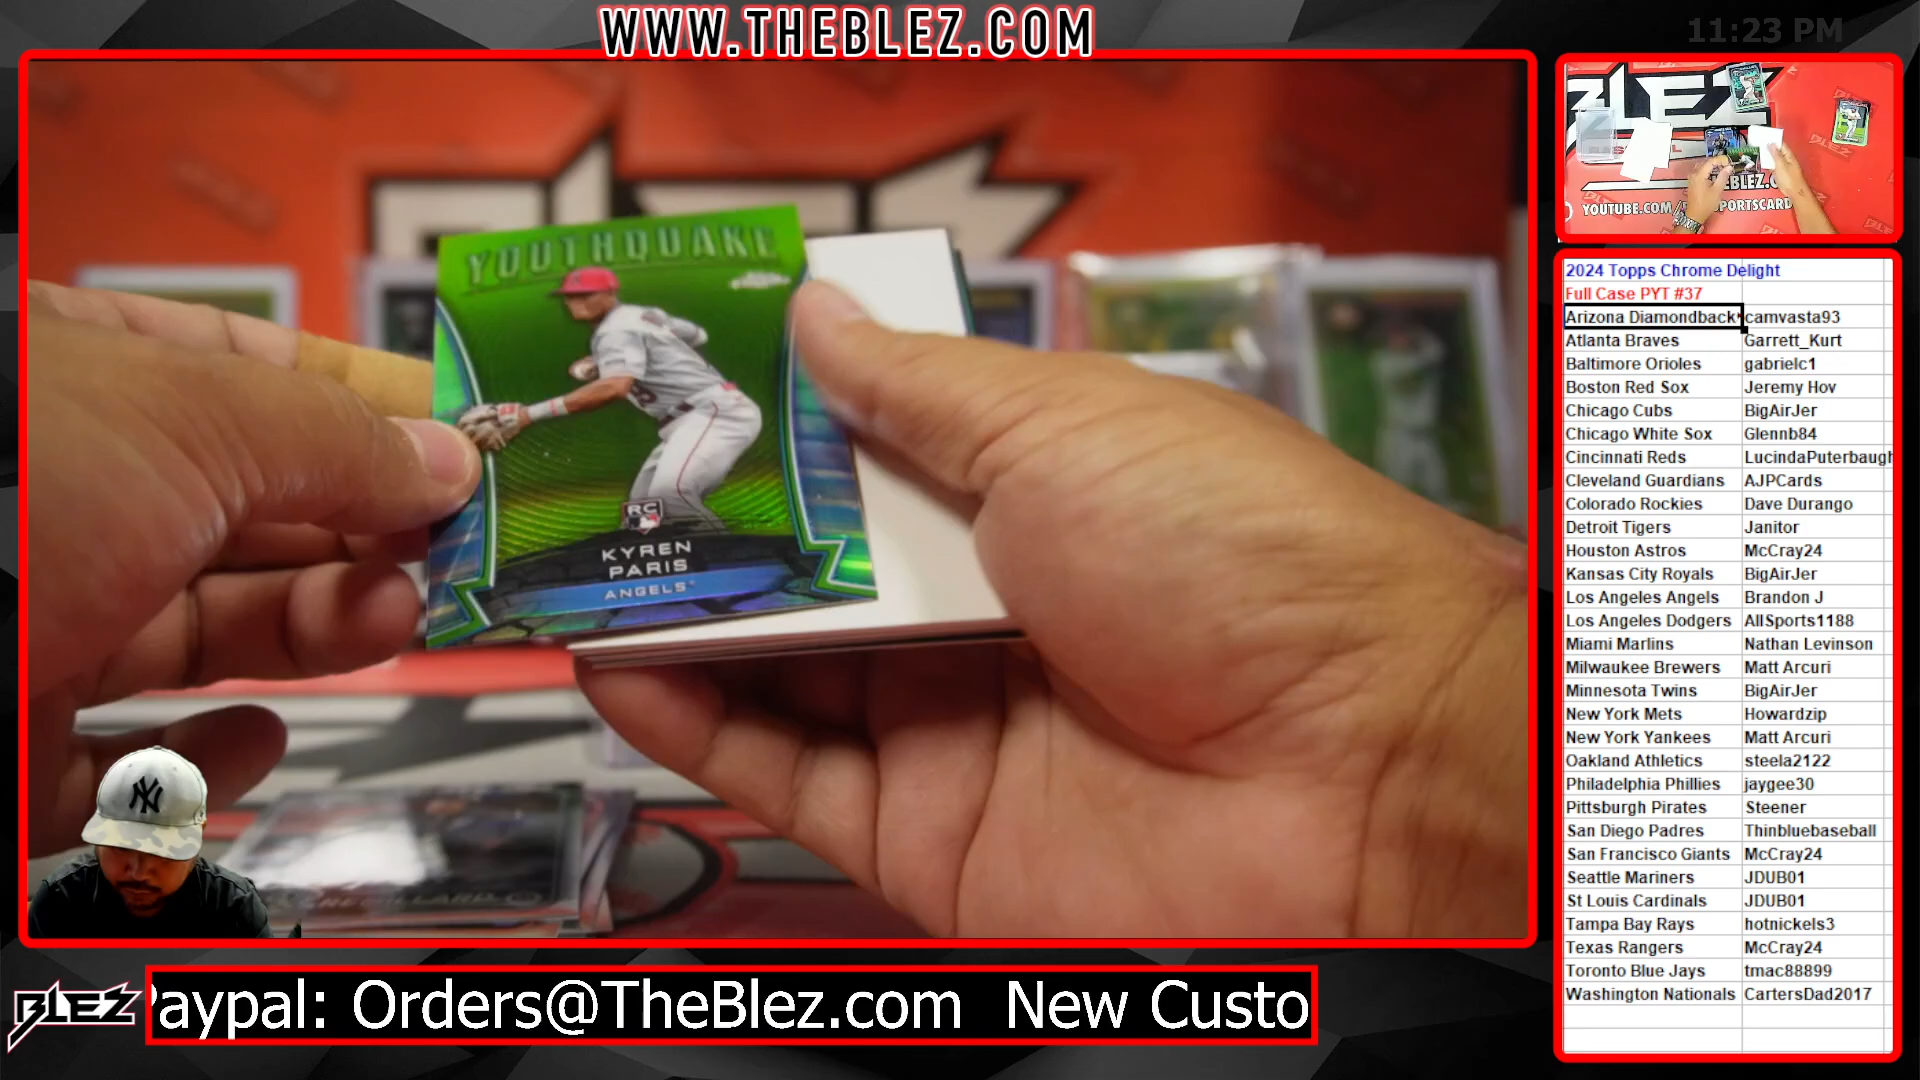 WWW.THEBLEZ.COM
11:23 PM
YOUTHQUAKE
RC
KYREN
PARIS
ANGELS
BLEZ
YOUTUBE.COM/
2024 Topps Chrome Delight
Full Case PYT #37
Arizona Diamondback camvasta93
Atlanta Braves Garrett_Kurt
Baltimore Orioles gabrielc1
Boston Red Sox Jeremy Hov
Chicago Cubs BigAirJer
Chicago White Sox Glennb84
Cincinnati Reds LucindaPuterbaugh
Cleveland Guardians AJPCards
Colorado Rockies Dave Durango
Detroit Tigers Janitor
Houston Astros McCray24
Kansas City Royals BigAirJer
Los Angeles Angels Brandon J
Los Angeles Dodgers AllSports1188
Miami Marlins Nathan Levinson
Milwaukee Brewers Matt Arcuri
Minnesota Twins BigAirJer
New York Mets Howardzip
New York Yankees Matt Arcuri
Oakland Athletics steela2122
Philadelphia Phillies jaygee30
Pittsburgh Pirates Steener
San Diego Padres Thinbluebaseball
San Francisco Giants McCray24
Seattle Mariners JDUB01
St Louis Cardinals JDUB01
Tampa Bay Rays hotnickels3
Texas Rangers McCray24
Toronto Blue Jays tmac88899
Washington Nationals CartersDad2017
NY
BLEZ
aypal: Orders@TheBlez.com New Custo